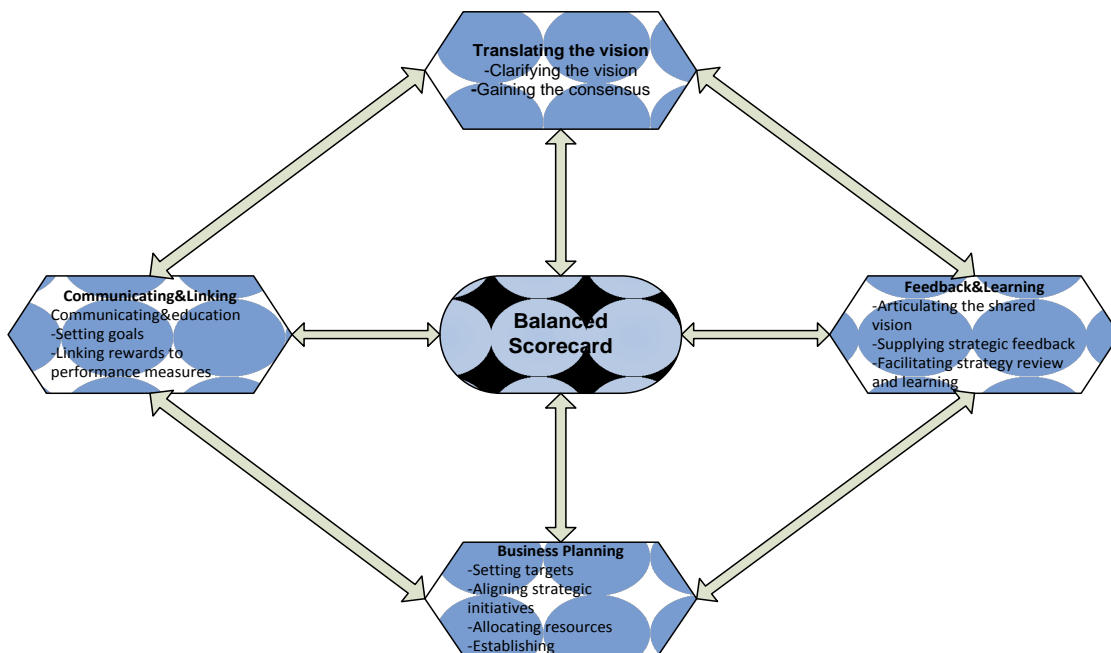 Translating the vision
-Clarifying the vision
-Gaining the consensus
Communicating&Linking
Communicating&education
-Setting goals
-Linking rewards to
performance measures
Balanced
Scorecard
Feedback&Learning
-Articulating the shared
vision
-Supplying strategic feedback
-Facilitating strategy review
and learning
Business Planning
-Setting targets
-Aligning strategic
initiatives
-Allocating resources
-Establishing